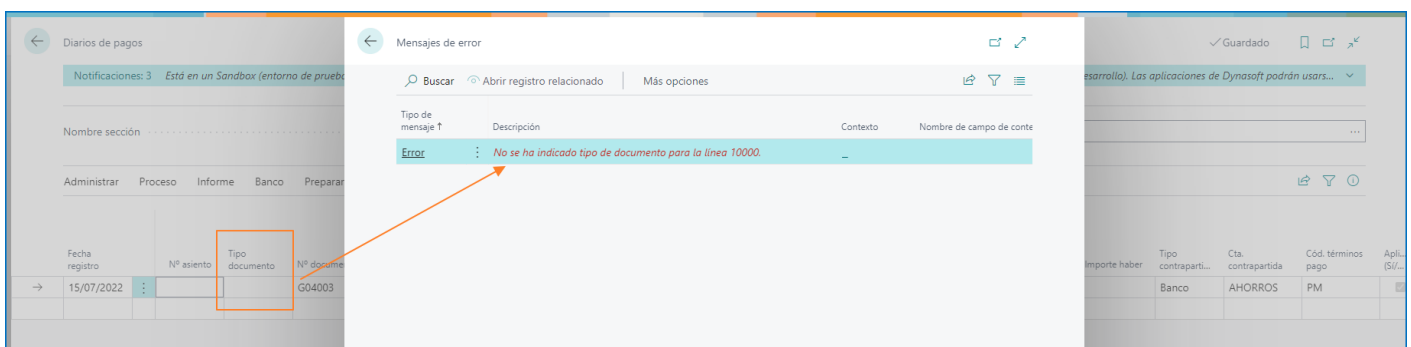 Diarios de pagos
Mensajes de error
Guardado
Notificaciones: 3 Está en un Sandbox (entorno de prueb
esarrollo). Las aplicaciones de Dynasoft podrán usars...
Buscar Abrir registro relacionado Más opciones
Nombre sección
Tipo de
mensaje ↑ Descripción Contexto Nombre de campo de conte
Error No se ha indicado tipo de documento para la línea 10000. _
Administrar Proceso Informe Banco Preparar
Fecha
registro Nº asiento Tipo
documento Nº docume
Importe haber Tipo
contraparti... Cta.
contrapartida Cód. términos
pago Apli...
(Sí/...
15/07/2022 G04003 Banco AHORROS PM